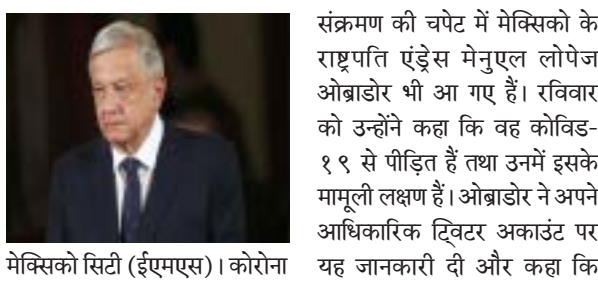 मेक्सिको सिटी (ईएमएस)। कोरोना
संक्रमण की चपेट में मेक्सिको के
राष्ट्रपति एंड्रेस मेनुएल लोपेज
ओब्राडोर भी आ गए हैं। रविवार
को उन्होंने कहा कि वह कोविड-
१९ से पीड़ित हैं तथा उनमें इसके
मामूली लक्षण हैं। ओब्राडोर ने अपने
आधिकारिक ट्विटर अकाउंट पर
यह जानकारी दी और कहा कि